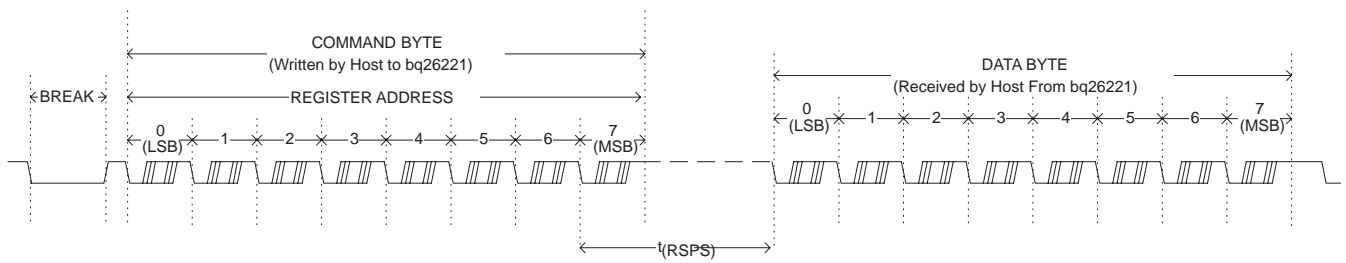 COMMAND BYTE
(Written by Host to bq26221)
DATA BYTE
(Received by Host From bq26221)
BREAK
REGISTER ADDRESS
0 1 2 3 4 5 6 7
(LSB) (MSB)
0 1 2 3 4 5 6 7
(LSB) (MSB)
t(RSPS)